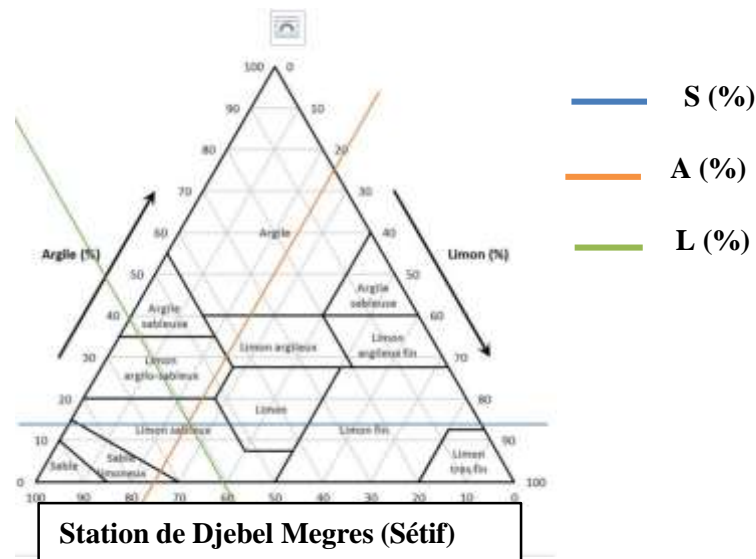 100 0
90 10
80 20
70 30
60 40
50 50
40 60
30 70
20 80
10 90
0 100
100 90 80 70 60 50 40 30 20 10 0
Argile (%)
Limon (%)
Argile
Argile
sableuse
Argile
sableuse
Limon argileux
Limon
argileux fin
Limon
argilo-sableux
Limon
Limon sableux
Limon fin
Sable
Sable
limoneux
Limon
très fin
S (%)
A (%)
L (%)
Station de Djebel Megres (Sétif)